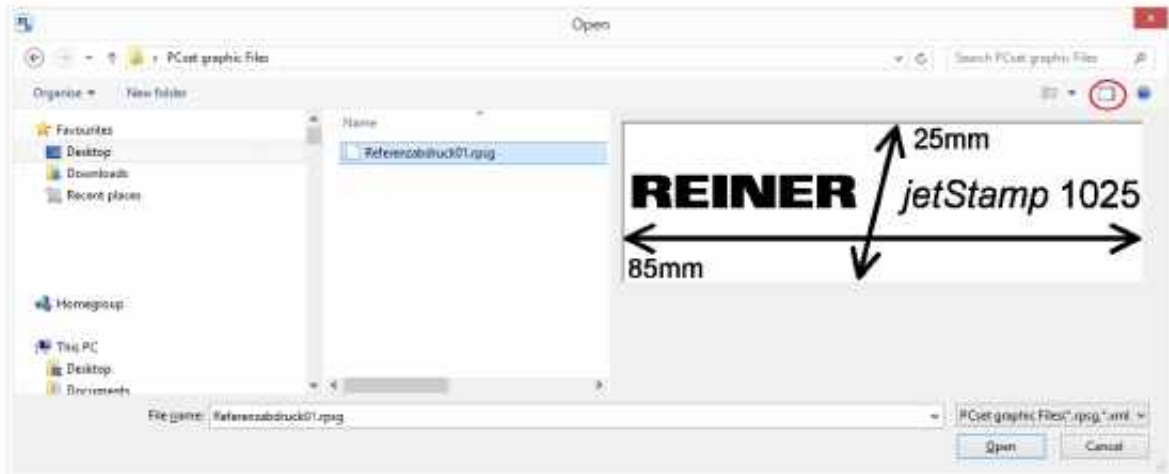 Open
PCset graphic Files
Search PCset graphic Files
Organise
New folder
Favourites
Desktop
Downloads
Recent places
Homegroup
This PC
Desktop
Documents
Name
Referenzabdruck01.rpsg
25mm
REINER jetStamp 1025
85mm
File name: Referenzabdruck01.rpsg
PCset graphic Files(*.rpsg,*.xml
Open
Cancel